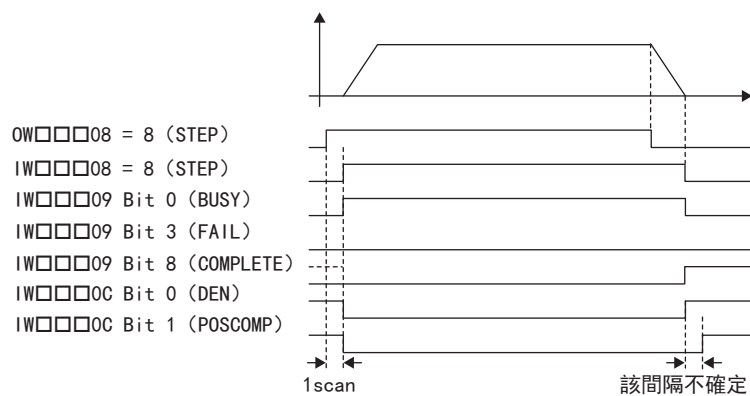 OW□□□08 = 8 (STEP)
IW□□□08 = 8 (STEP)
IW□□□09 Bit 0 (BUSY)
IW□□□09 Bit 3 (FAIL)
IW□□□09 Bit 8 (COMPLETE)
IW□□□0C Bit 0 (DEN)
IW□□□0C Bit 1 (POSCOMP)
1scan
該間隔不確定